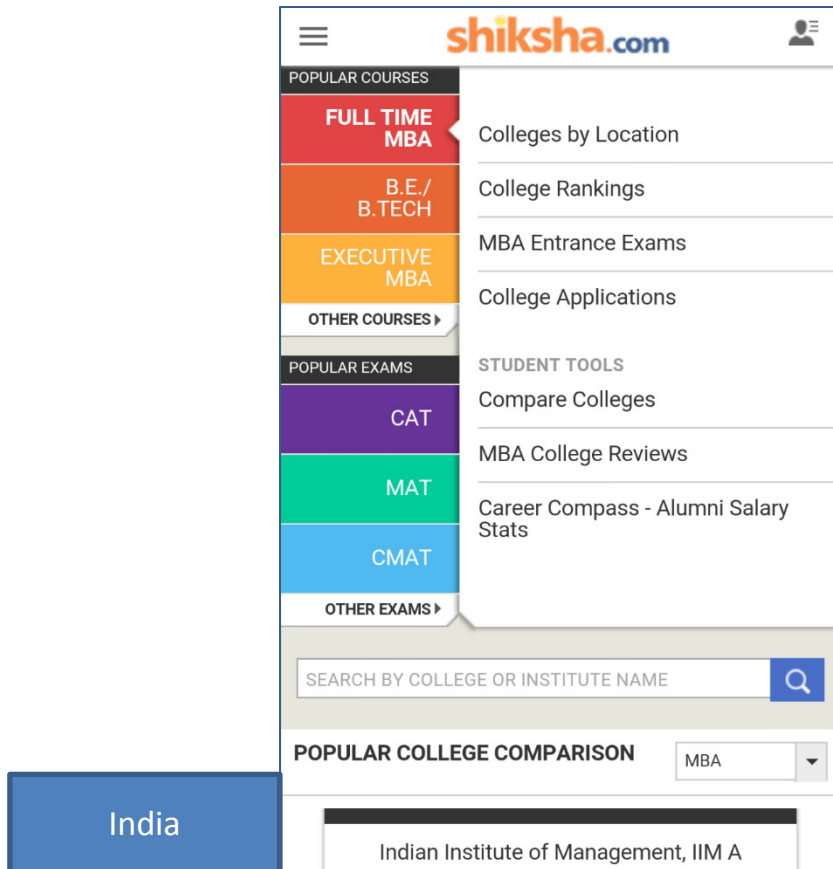 shiksha.com
POPULAR COURSES
FULL TIME
MBA
B.E./
B.TECH
EXECUTIVE
MBA
OTHER COURSES
POPULAR EXAMS
CAT
MAT
CMAT
OTHER EXAMS
Colleges by Location
College Rankings
MBA Entrance Exams
College Applications
STUDENT TOOLS
Compare Colleges
MBA College Reviews
Career Compass - Alumni Salary
Stats
SEARCH BY COLLEGE OR INSTITUTE NAME
POPULAR COLLEGE COMPARISON
MBA
India
Indian Institute of Management, IIM A